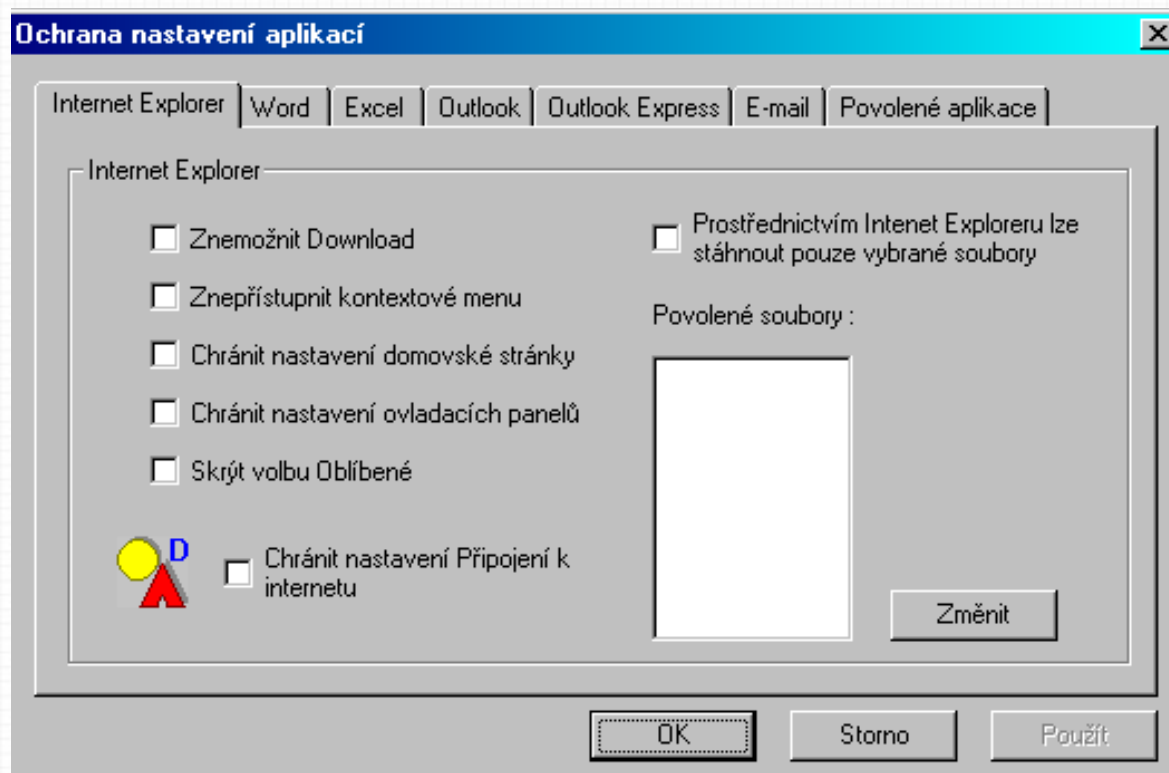 Ochrana nastavení aplikací
Internet Explorer Word Excel Outlook Outlook Express E-mail Povolené aplikace
Internet Explorer
Znemožnit Download
Znepřístupnit kontextové menu
Chránit nastavení domovské stránky
Chránit nastavení ovladacích panelů
Skrýt volbu Oblíbené
D
Chránit nastavení Připojení k
internetu
Prostřednictvím Intenet Exploreru lze
stáhnout pouze vybrané soubory
Povolené soubory :
Změnit
OK Storno Použít